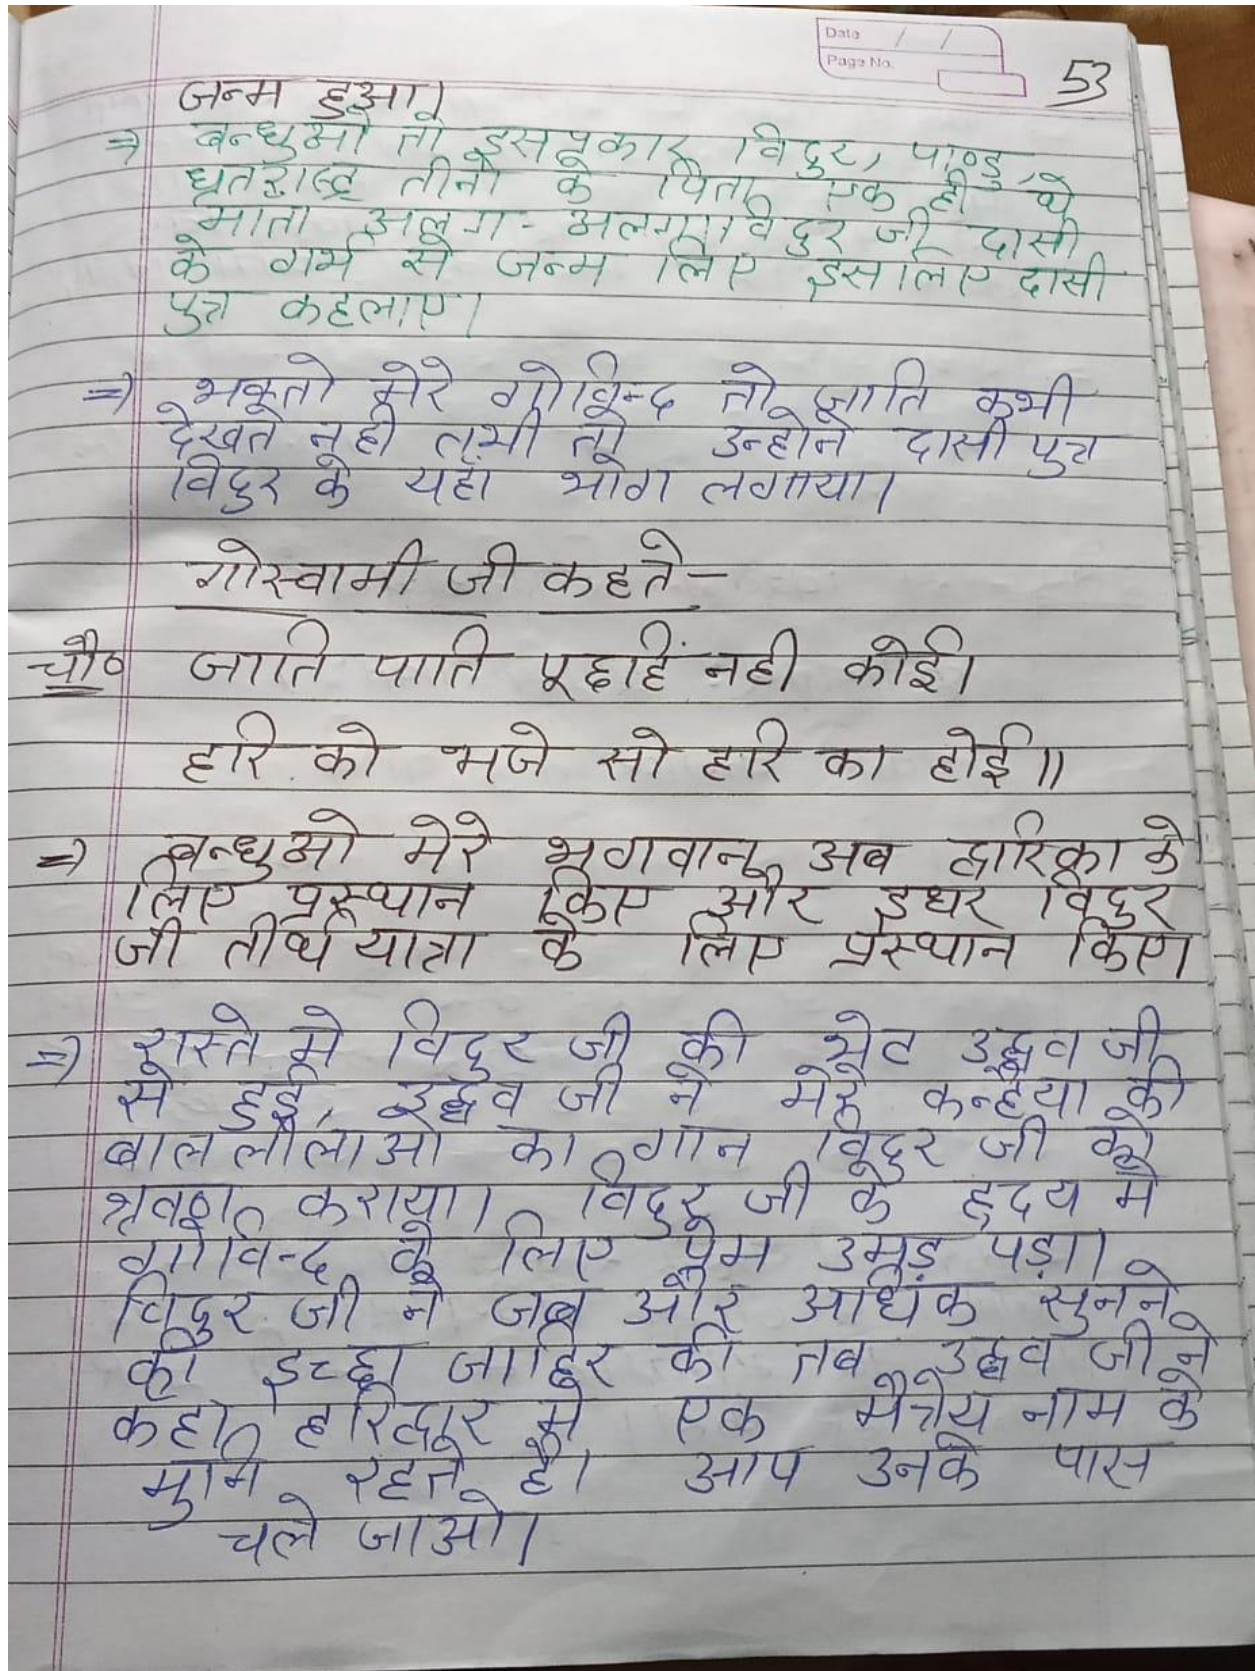 Date / /
Page No.
53
जन्म हुआ।
⇒ बन्धुओ तो इसप्रकार विदुर, पाण्डु,
धृतराष्ट्र तीनो के पिता एक ही थे
माता अलग-अलग। विदुर जी दासी
के गर्भ से जन्म लिए इसलिए दासी
पुत्र कहलाए।
⇒ भक्तो मेरे गोविन्द तो जाति कभी
देखते नही तभी तो उन्होने दासी पुत्र
विदुर के यहाँ भोग लगाया।
गोस्वामी जी कहते–
चौ० जाति पाति पूछहिं नही कोई।
हरि को भजे सो हरि का होई॥
⇒ बन्धुओ मेरे भगवान अब द्वारिका के
लिए प्रस्थान किए और इधर विदुर
जी तीर्थ यात्रा के लिए प्रस्थान किए।
⇒ रास्ते मे विदुर जी की भेट उद्धव जी
से हुई, उद्धव जी ने मेरे कन्हैया की
बाल लीलाओ का गान विदुर जी को
श्रवण कराया। विदुर जी के हृदय मे
गोविन्द के लिए प्रेम उमड़ पड़ा।
विदुर जी ने जब और अधिक सुनने
की इच्छा जाहिर की तब उद्धव जी ने
कहा, हरिद्वार मे एक मैत्रेय नाम के
मुनि रहते है। आप उनके पास
चले जाओ।